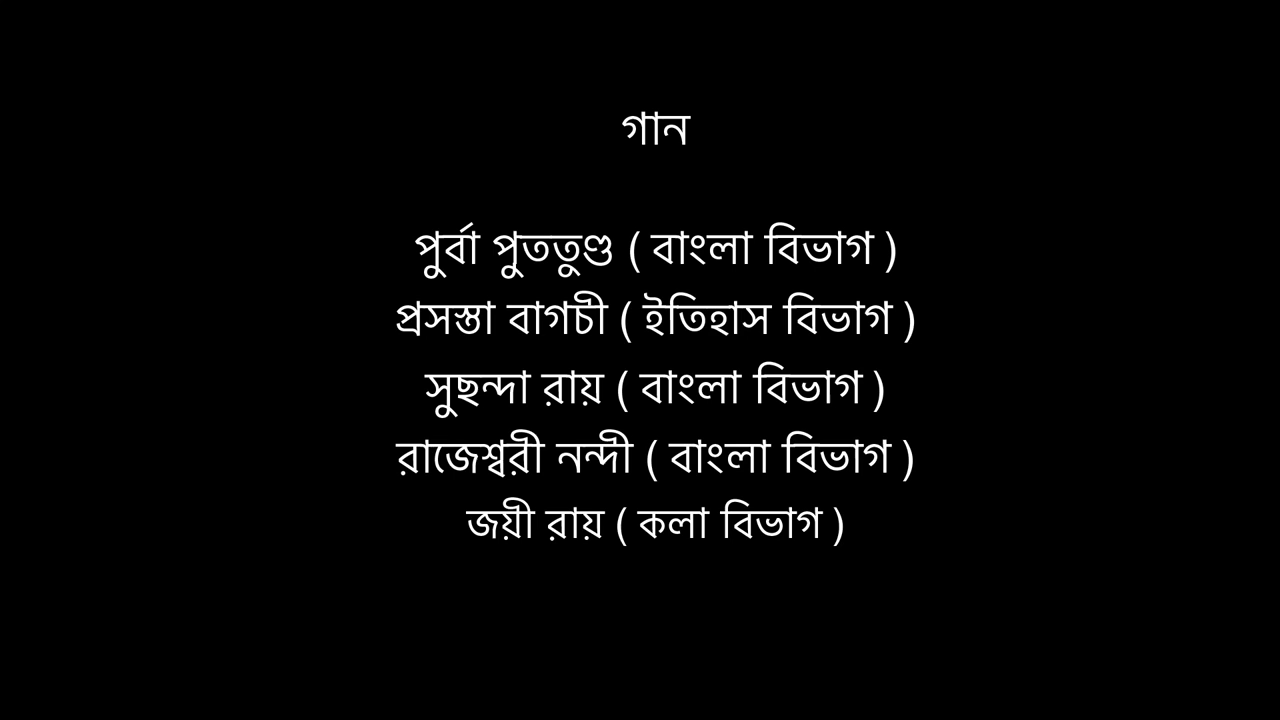 গান
পুর্বা পুততুণ্ড ( বাংলা বিভাগ )
প্রসস্তা বাগচী ( ইতিহাস বিভাগ )
সুছন্দা রায় ( বাংলা বিভাগ )
রাজেশ্বরী নন্দী ( বাংলা বিভাগ )
জয়ী রায় ( কলা বিভাগ )